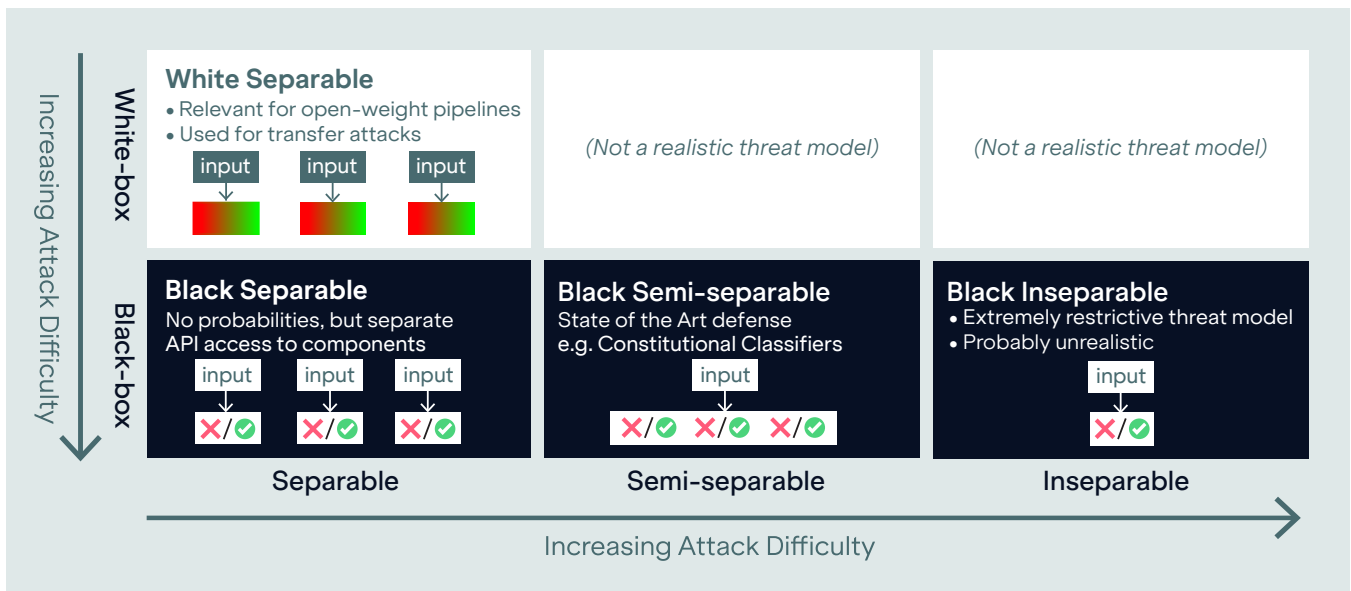 Increasing Attack Difficulty
White-box
White Separable
• Relevant for open-weight pipelines
• Used for transfer attacks
input
input
input
(Not a realistic threat model)
(Not a realistic threat model)
Black-box
Black Separable
No probabilities, but separate
API access to components
input
input
input
/
/
/
Black Semi-separable
State of the Art defense
e.g. Constitutional Classifiers
input
/ / /
Black Inseparable
• Extremely restrictive threat model
• Probably unrealistic
input
/
Separable
Semi-separable
Inseparable
Increasing Attack Difficulty